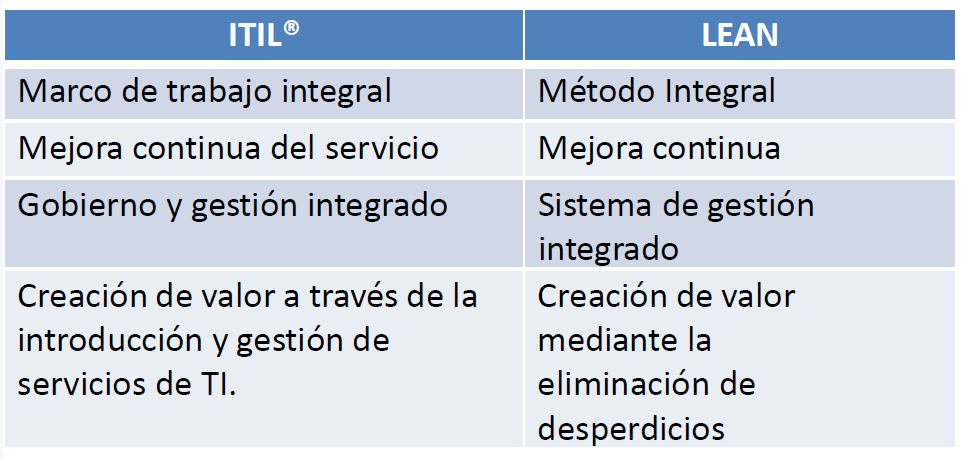 ITIL® LEAN
Marco de trabajo integral Método Integral
Mejora continua del servicio Mejora continua
Gobierno y gestión integrado Sistema de gestión
integrado
Creación de valor a través de la Creación de valor
introducción y gestión de mediante la
servicios de TI. eliminación de
desperdicios